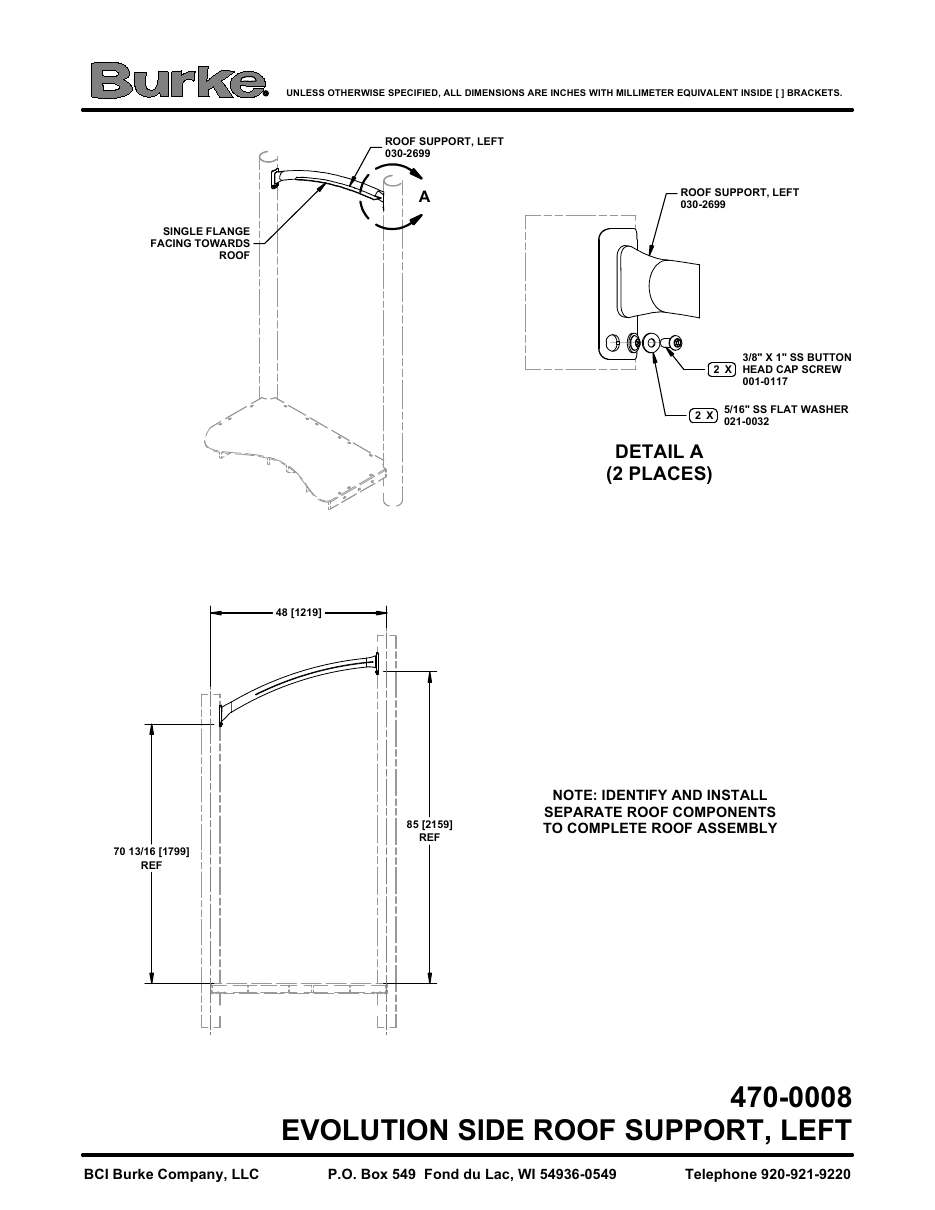 Burke
UNLESS OTHERWISE SPECIFIED, ALL DIMENSIONS ARE INCHES WITH MILLIMETER EQUIVALENT INSIDE [ ] BRACKETS.
ROOF SUPPORT, LEFT
030-2699
A
SINGLE FLANGE
FACING TOWARDS
ROOF
ROOF SUPPORT, LEFT
030-2699
2 X
3/8" X 1" SS BUTTON
HEAD CAP SCREW
001-0117
2 X
5/16" SS FLAT WASHER
021-0032
DETAIL A
(2 PLACES)
48 [1219]
85 [2159]
REF
70 13/16 [1799]
REF
NOTE: IDENTIFY AND INSTALL
SEPARATE ROOF COMPONENTS
TO COMPLETE ROOF ASSEMBLY
470-0008
EVOLUTION SIDE ROOF SUPPORT, LEFT
BCI Burke Company, LLC P.O. Box 549 Fond du Lac, WI 54936-0549 Telephone 920-921-9220